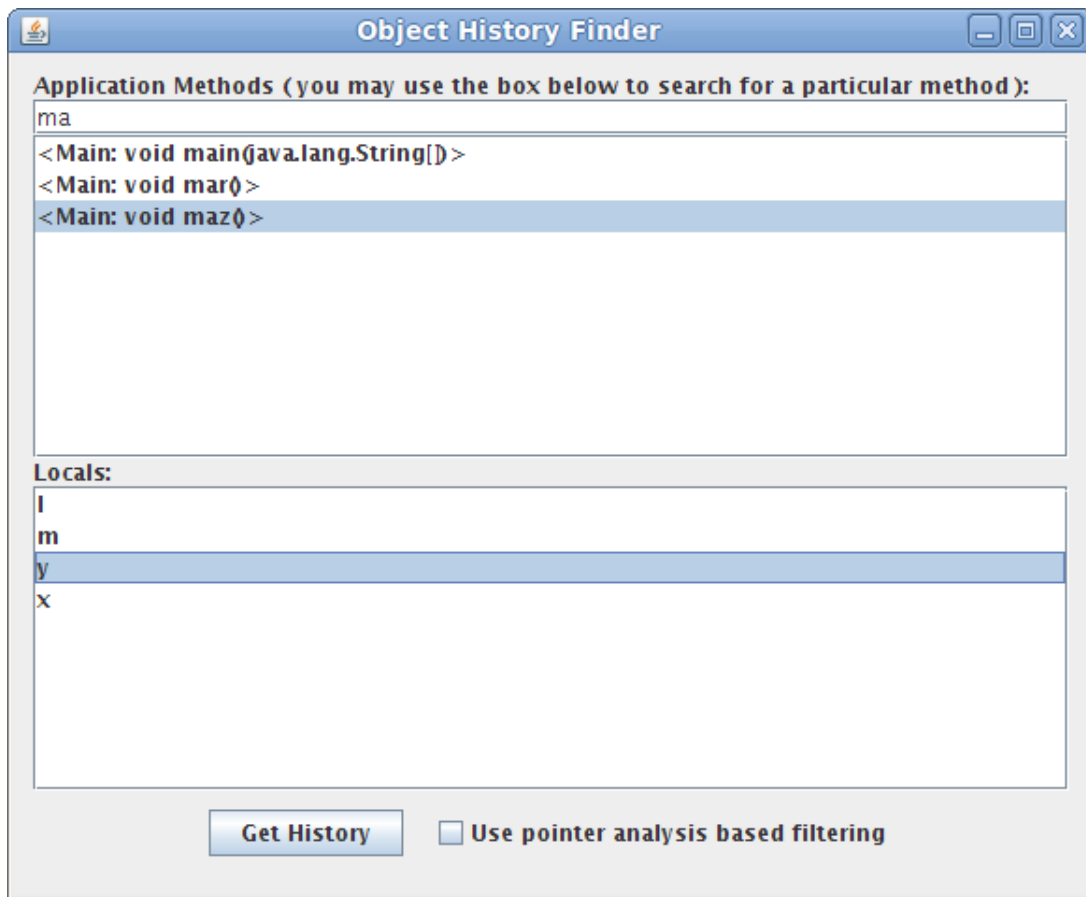 Object History Finder
Application Methods (you may use the box below to search for a particular method):
ma
<Main: void main(java.lang.String[])>
<Main: void mar()>
<Main: void maz()>
Locals:
l
m
y
x
Get History Use pointer analysis based filtering